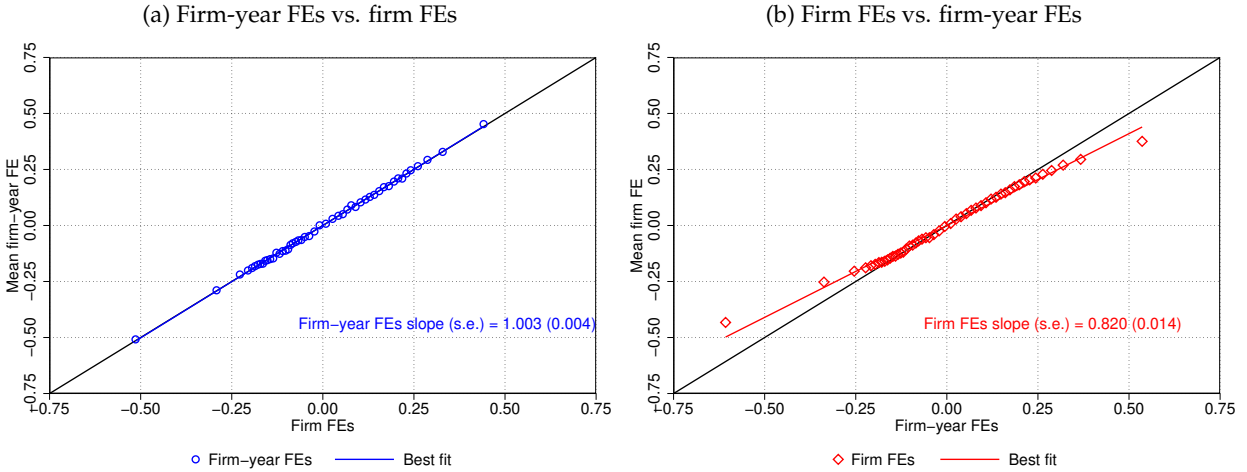 (a) Firm-year FEs vs. firm FEs
Mean firm−year FE
0.75
0.50
0.25
0.00
−0.25
−0.50
−0.75
Firm−year FEs slope (s.e.) = 1.003 (0.004)
−0.75 −0.50 −0.25 0.00 0.25 0.50 0.75
Firm FEs
Firm−year FEs Best fit
(b) Firm FEs vs. firm-year FEs
Mean firm FE
0.75
0.50
0.25
0.00
−0.25
−0.50
−0.75
Firm FEs slope (s.e.) = 0.820 (0.014)
−0.75 −0.50 −0.25 0.00 0.25 0.50 0.75
Firm−year FEs
Firm FEs Best fit